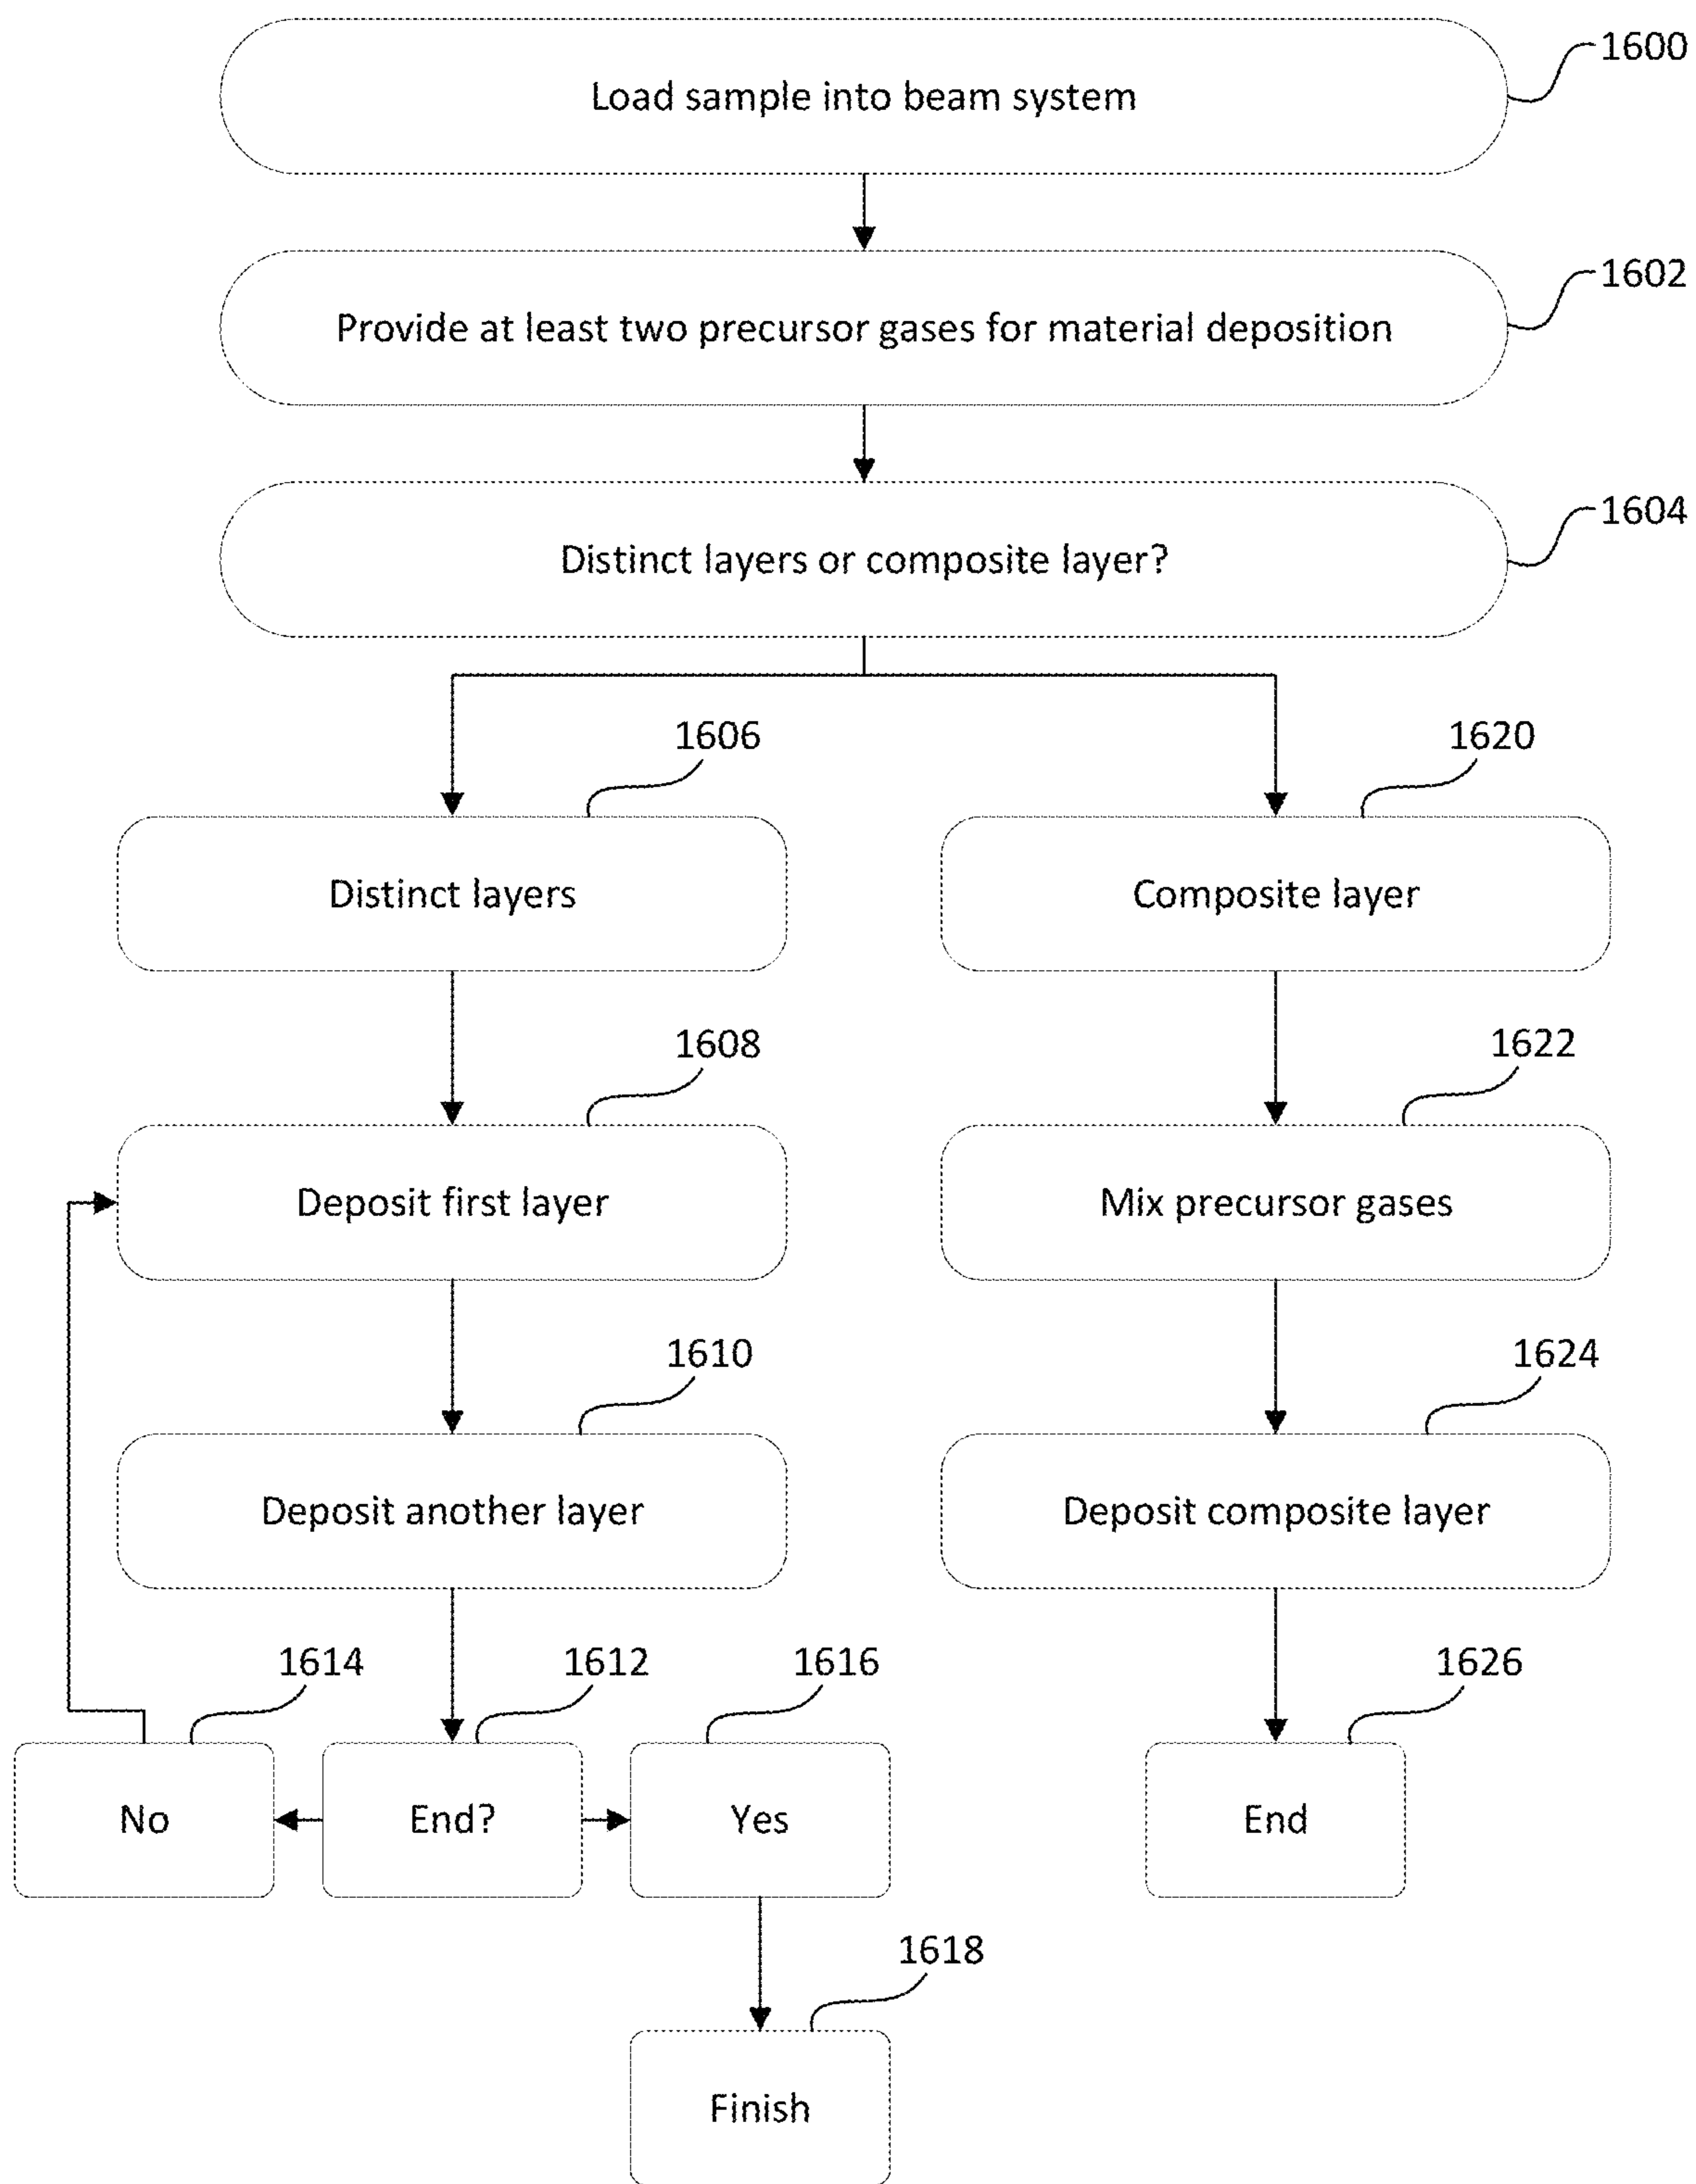 1600
Load sample into beam system
1602
Provide at least two precursor gases for material deposition
1604
Distinct layers or composite layer?
1606
1620
Distinct layers
Composite layer
1608
1622
Deposit first layer
Mix precursor gases
1610
1624
Deposit another layer
Deposit composite layer
1614
1612
1616
1626
No
End?
Yes
End
1618
Finish